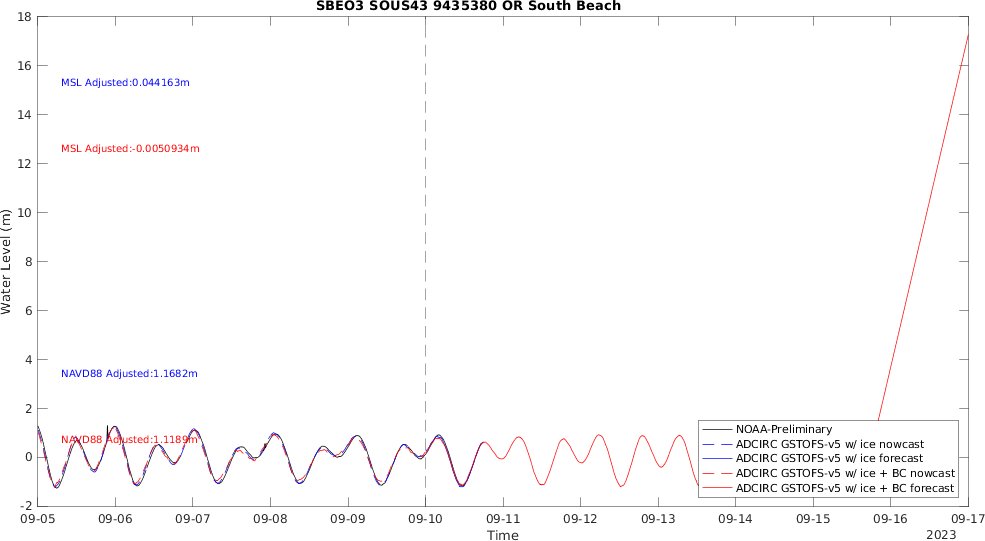 SBEO3 SOUS43 9435380 OR South Beach
18
16
14
12
10
8
6
4
2
0
-2
Water Level (m)
MSL Adjusted:0.044163m
MSL Adjusted:-0.0050934m
NAVD88 Adjusted:1.1682m
NAVD88 Adjusted:1.1189m
NOAA-Preliminary
ADCIRC GSTOFS-v5 w/ ice nowcast
ADCIRC GSTOFS-v5 w/ ice forecast
ADCIRC GSTOFS-v5 w/ ice + BC nowcast
ADCIRC GSTOFS-v5 w/ ice + BC forecast
09-05 09-06 09-07 09-08 09-09 09-10 09-11 09-12 09-13 09-14 09-15 09-16 09-17
Time
2023